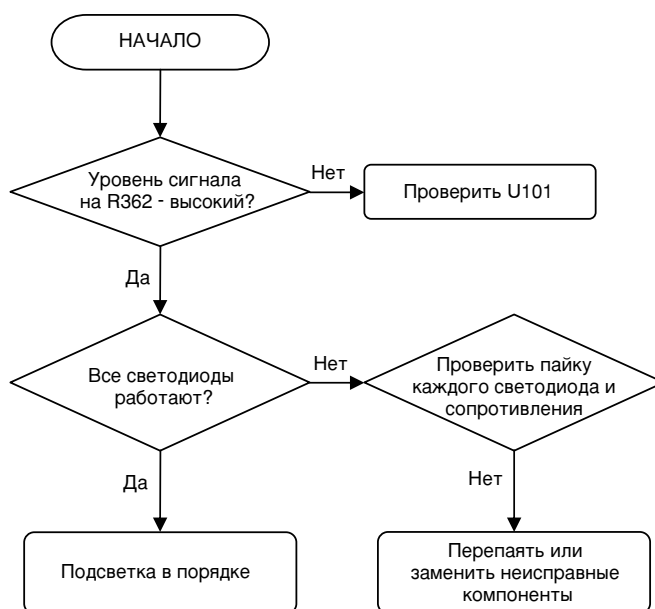 НАЧАЛО
Уровень сигнала
на R362 - высокий?
Нет
Проверить U101
Да
Все светодиоды
работают?
Нет
Проверить пайку
каждого светодиода и
сопротивления
Да
Нет
Подсветка в порядке
Перепаять или
заменить неисправные
компоненты